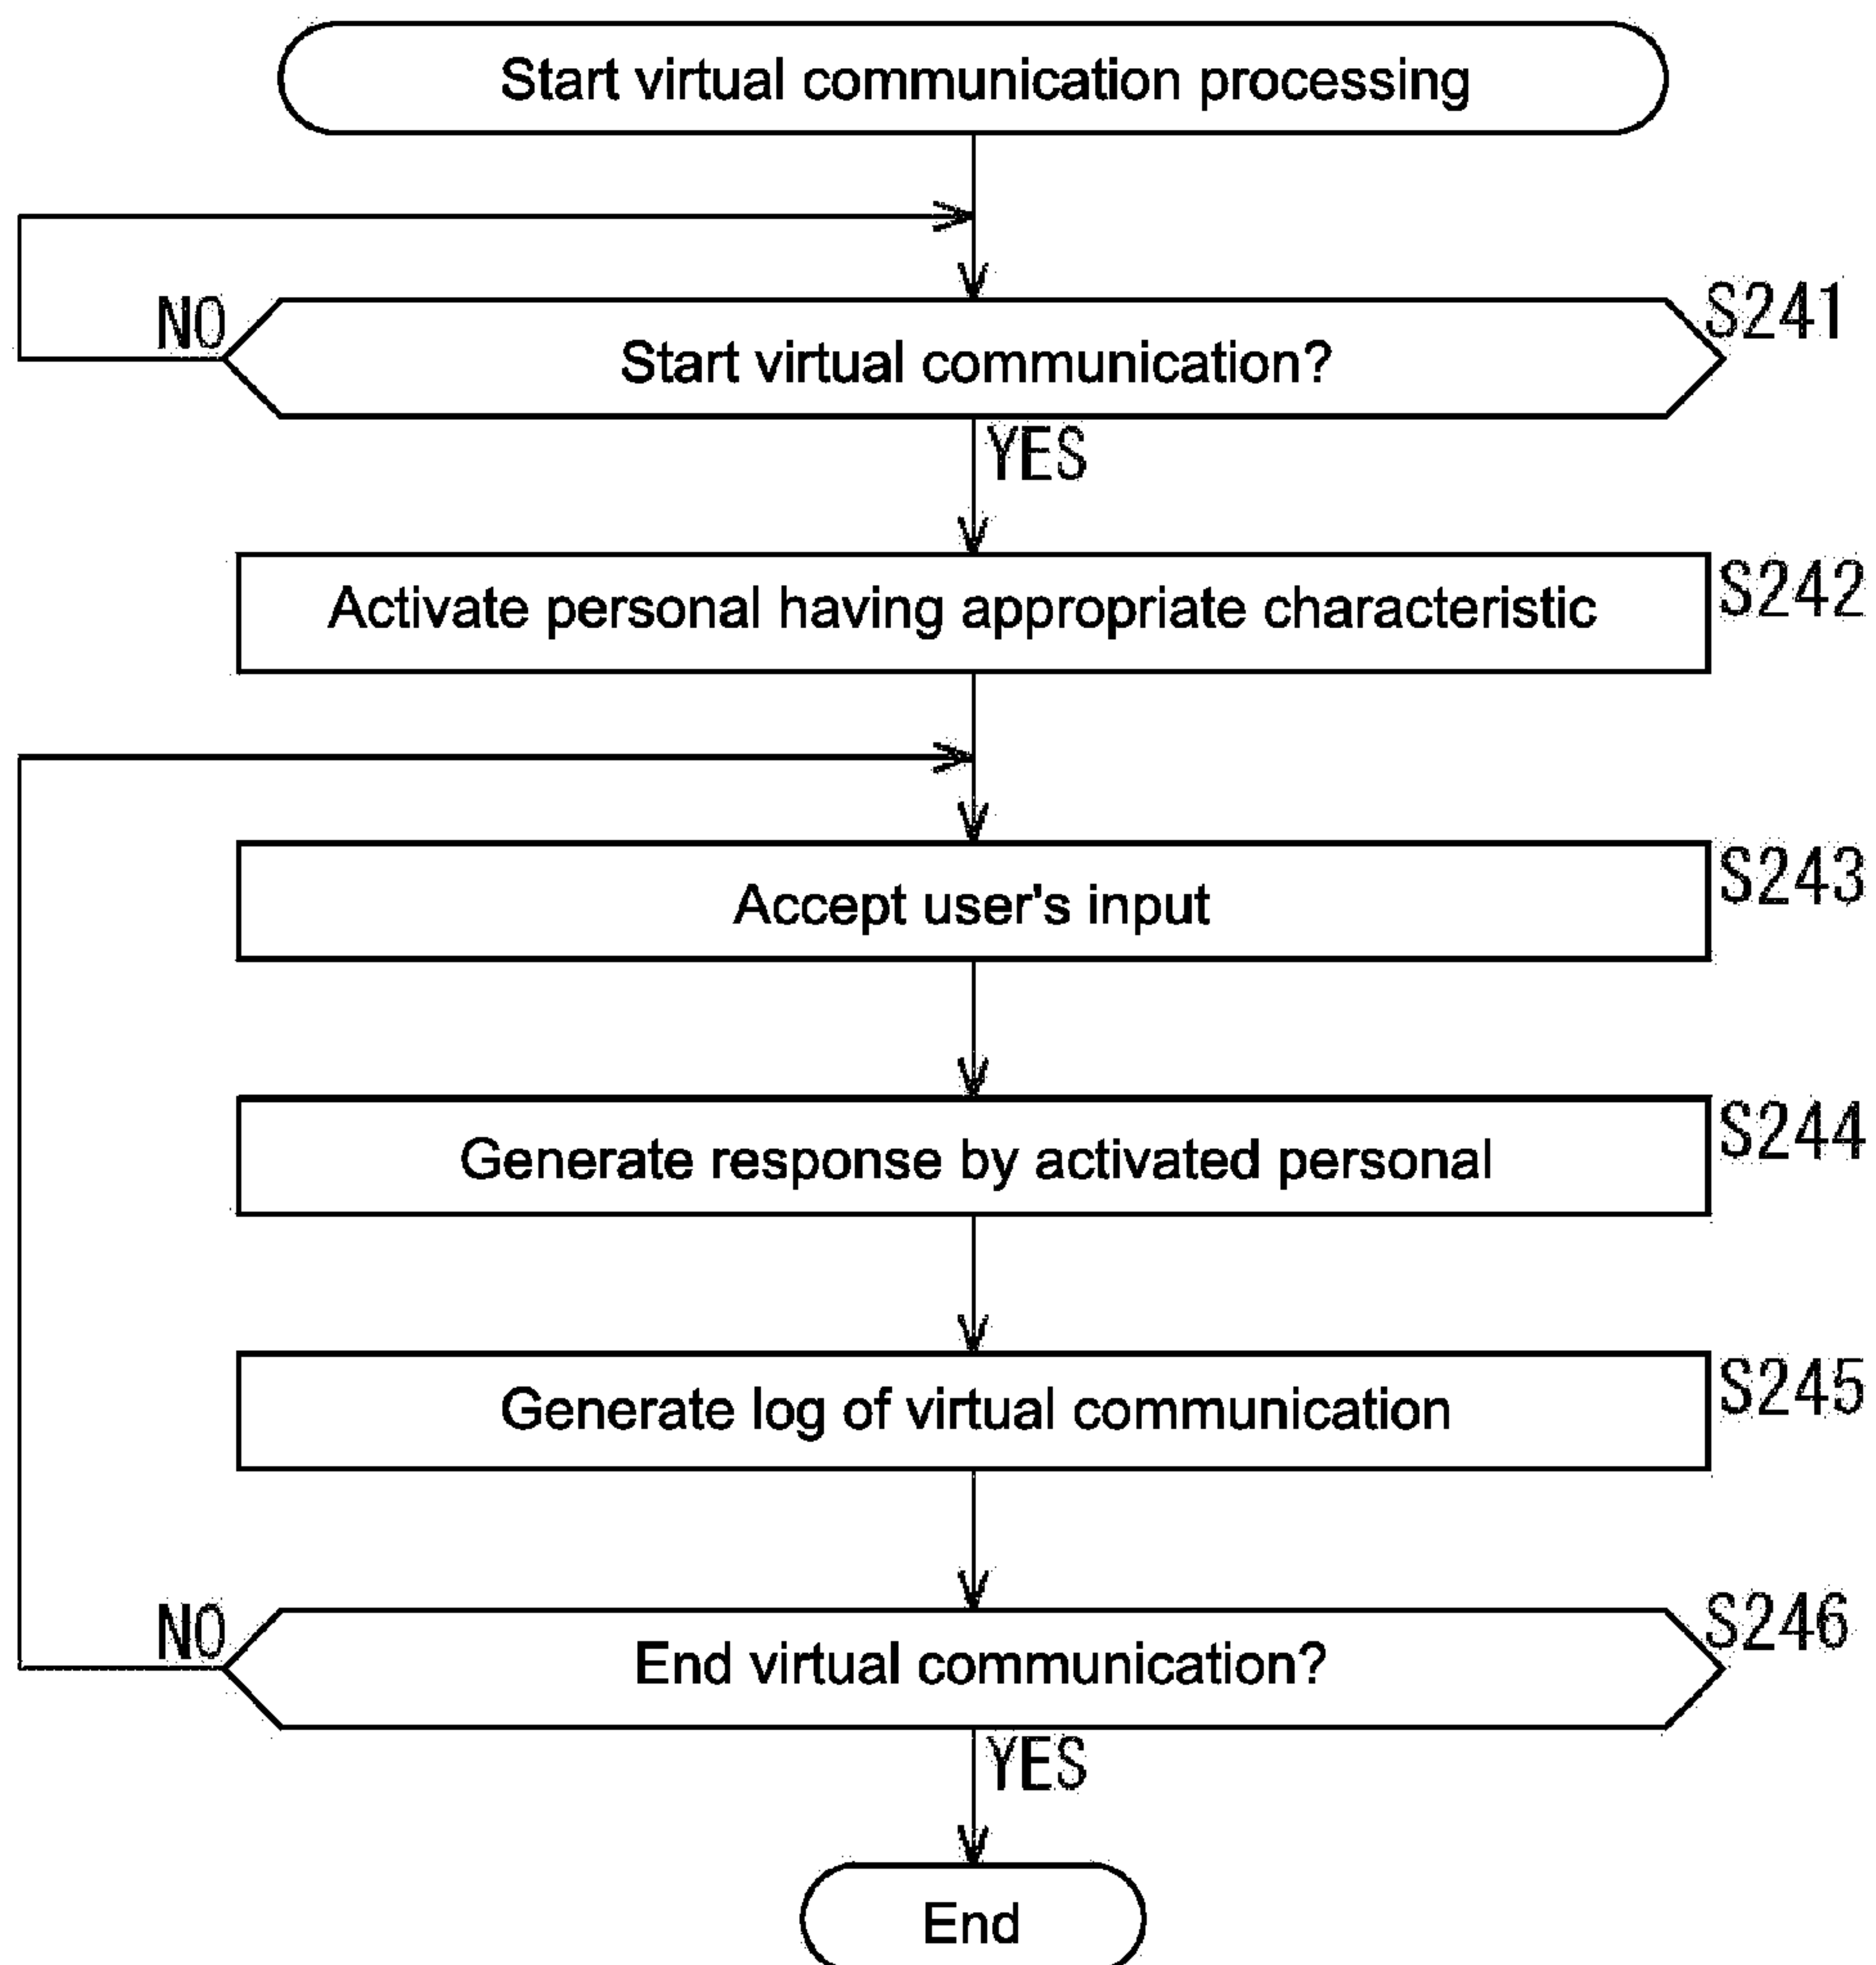 Start virtual communication processing
NO
S241
Start virtual communication?
YES
Activate personal having appropriate characteristic
S242
Accept user's input
S243
Generate response by activated personal
S244
Generate log of virtual communication
S245
NO
S246
End virtual communication?
YES
End